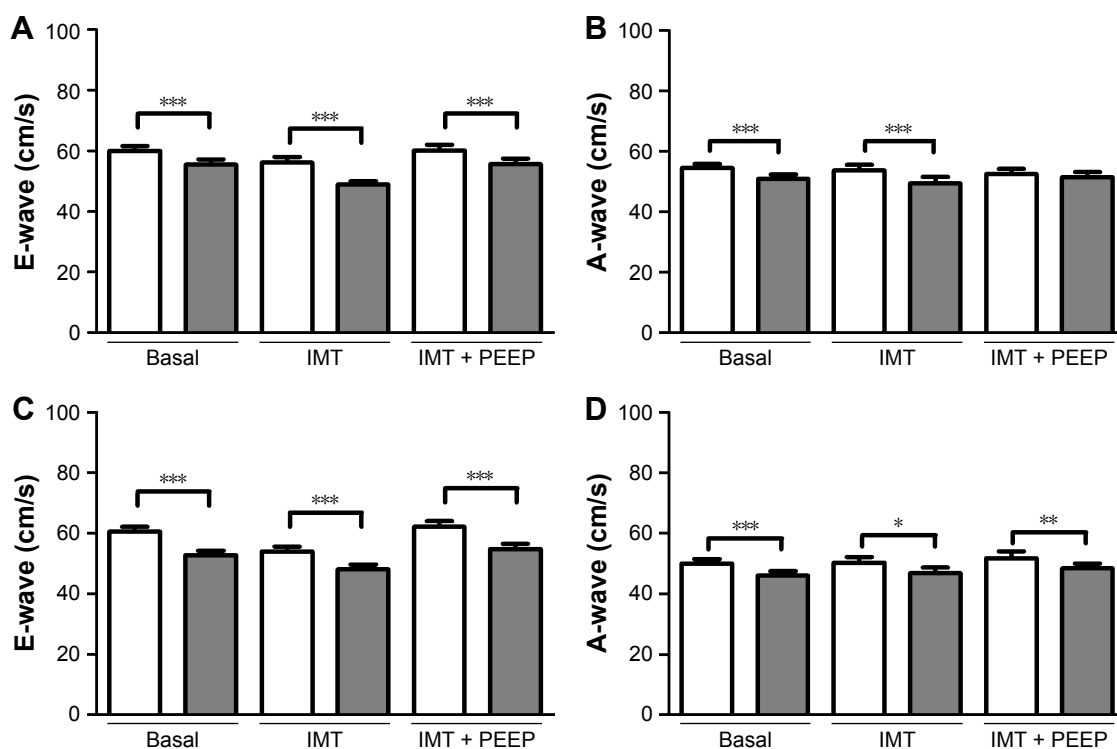 A
E-wave (cm/s)
100
80
60
40
20
0
***
***
***
Basal
IMT
IMT + PEEP
B
A-wave (cm/s)
100
80
60
40
20
0
***
***
Basal
IMT
IMT + PEEP
C
E-wave (cm/s)
100
80
60
40
20
0
***
***
***
Basal
IMT
IMT + PEEP
D
A-wave (cm/s)
100
80
60
40
20
0
***
*
**
Basal
IMT
IMT + PEEP